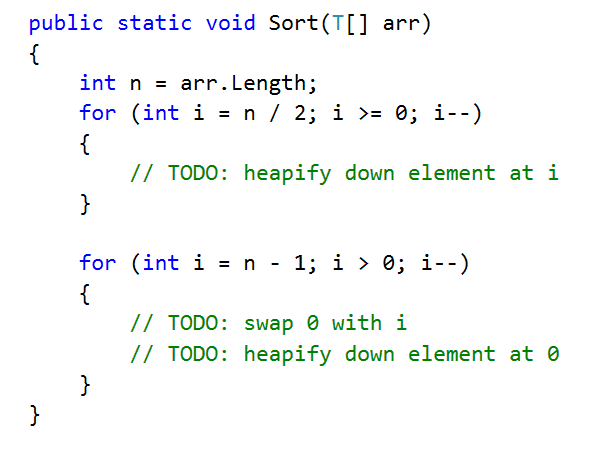 public static void Sort(T[] arr)
{
    int n = arr.Length;
    for (int i = n / 2; i >= 0; i--)
    {
        // TODO: heapify down element at i
    }

    for (int i = n - 1; i > 0; i--)
    {
        // TODO: swap 0 with i
        // TODO: heapify down element at 0
    }
}